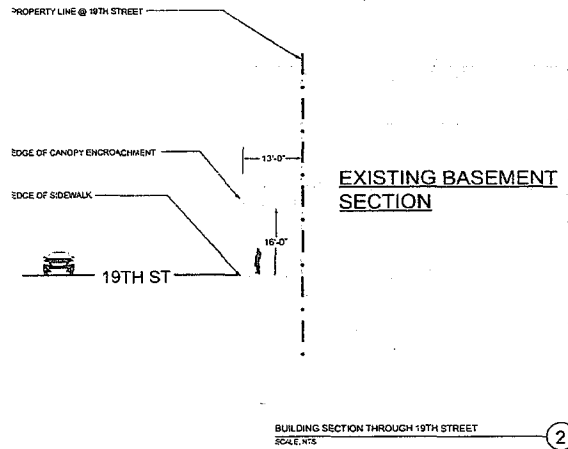 PROPERTY LINE @ 19TH STREET
EDGE OF CANOPY ENCROACHMENT
13'-0"
EXISTING BASEMENT
SECTION
EDGE OF SIDEWALK
16'-0"
19TH ST
BUILDING SECTION THROUGH 19TH STREET
SCALE: NTS
2